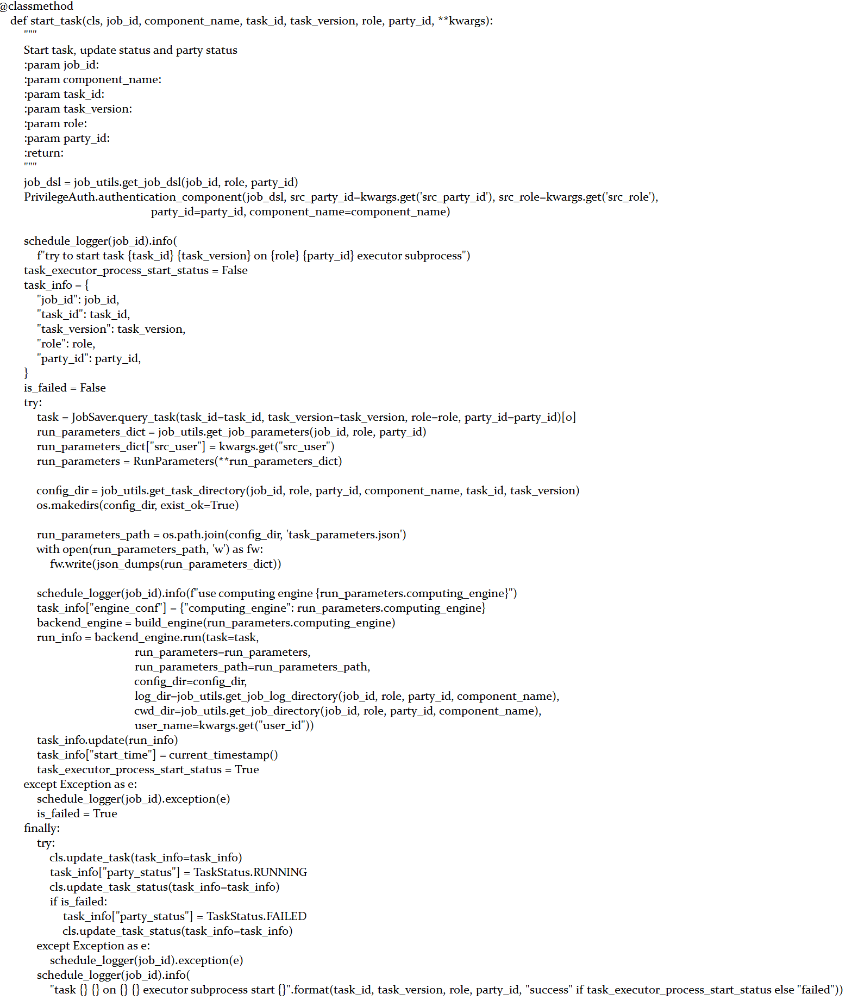 @classmethod
def start_task(cls, job_id, component_name, task_id, task_version, role, party_id, **kwargs):
"""
Start task, update status and party status
:param job_id:
:param component_name:
:param task_id:
:param task_version:
:param role:
:param party_id:
:return:
"""
job_dsl = job_utils.get_job_dsl(job_id, role, party_id)
PrivilegeAuth.authentication_component(job_dsl, src_party_id=kwargs.get('src_party_id'), src_role=kwargs.get('src_role'),
party_id=party_id, component_name=component_name)
schedule_logger(job_id).info(
f"try to start task {task_id} {task_version} on {role} {party_id} executor subprocess")
task_executor_process_start_status = False
task_info = {
"job_id": job_id,
"task_id": task_id,
"task_version": task_version,
"role": role,
"party_id": party_id,
}
is_failed = False
try:
task = JobSaver.query_task(task_id=task_id, task_version=task_version, role=role, party_id=party_id)[0]
run_parameters_dict = job_utils.get_job_parameters(job_id, role, party_id)
run_parameters_dict["src_user"] = kwargs.get("src_user")
run_parameters = RunParameters(**run_parameters_dict)
config_dir = job_utils.get_task_directory(job_id, role, party_id, component_name, task_id, task_version)
os.makedirs(config_dir, exist_ok=True)
run_parameters_path = os.path.join(config_dir, 'task_parameters.json')
with open(run_parameters_path, 'w') as fw:
fw.write(json_dumps(run_parameters_dict))
schedule_logger(job_id).info(f"use computing engine {run_parameters.computing_engine}")
task_info["engine_conf"] = {"computing_engine": run_parameters.computing_engine}
backend_engine = build_engine(run_parameters.computing_engine)
run_info = backend_engine.run(task=task,
run_parameters=run_parameters,
run_parameters_path=run_parameters_path,
config_dir=config_dir,
log_dir=job_utils.get_job_log_directory(job_id, role, party_id, component_name),
cwd_dir=job_utils.get_job_directory(job_id, role, party_id, component_name),
user_name=kwargs.get("user_id"))
task_info.update(run_info)
task_info["start_time"] = current_timestamp()
task_executor_process_start_status = True
except Exception as e:
schedule_logger(job_id).exception(e)
is_failed = True
finally:
try:
cls.update_task(task_info=task_info)
task_info["party_status"] = TaskStatus.RUNNING
cls.update_task_status(task_info=task_info)
if is_failed:
task_info["party_status"] = TaskStatus.FAILED
cls.update_task_status(task_info=task_info)
except Exception as e:
schedule_logger(job_id).exception(e)
schedule_logger(job_id).info(
"task {} {} on {} {} executor subprocess start {}".format(task_id, task_version, role, party_id, "success" if task_executor_process_start_status else "failed"))